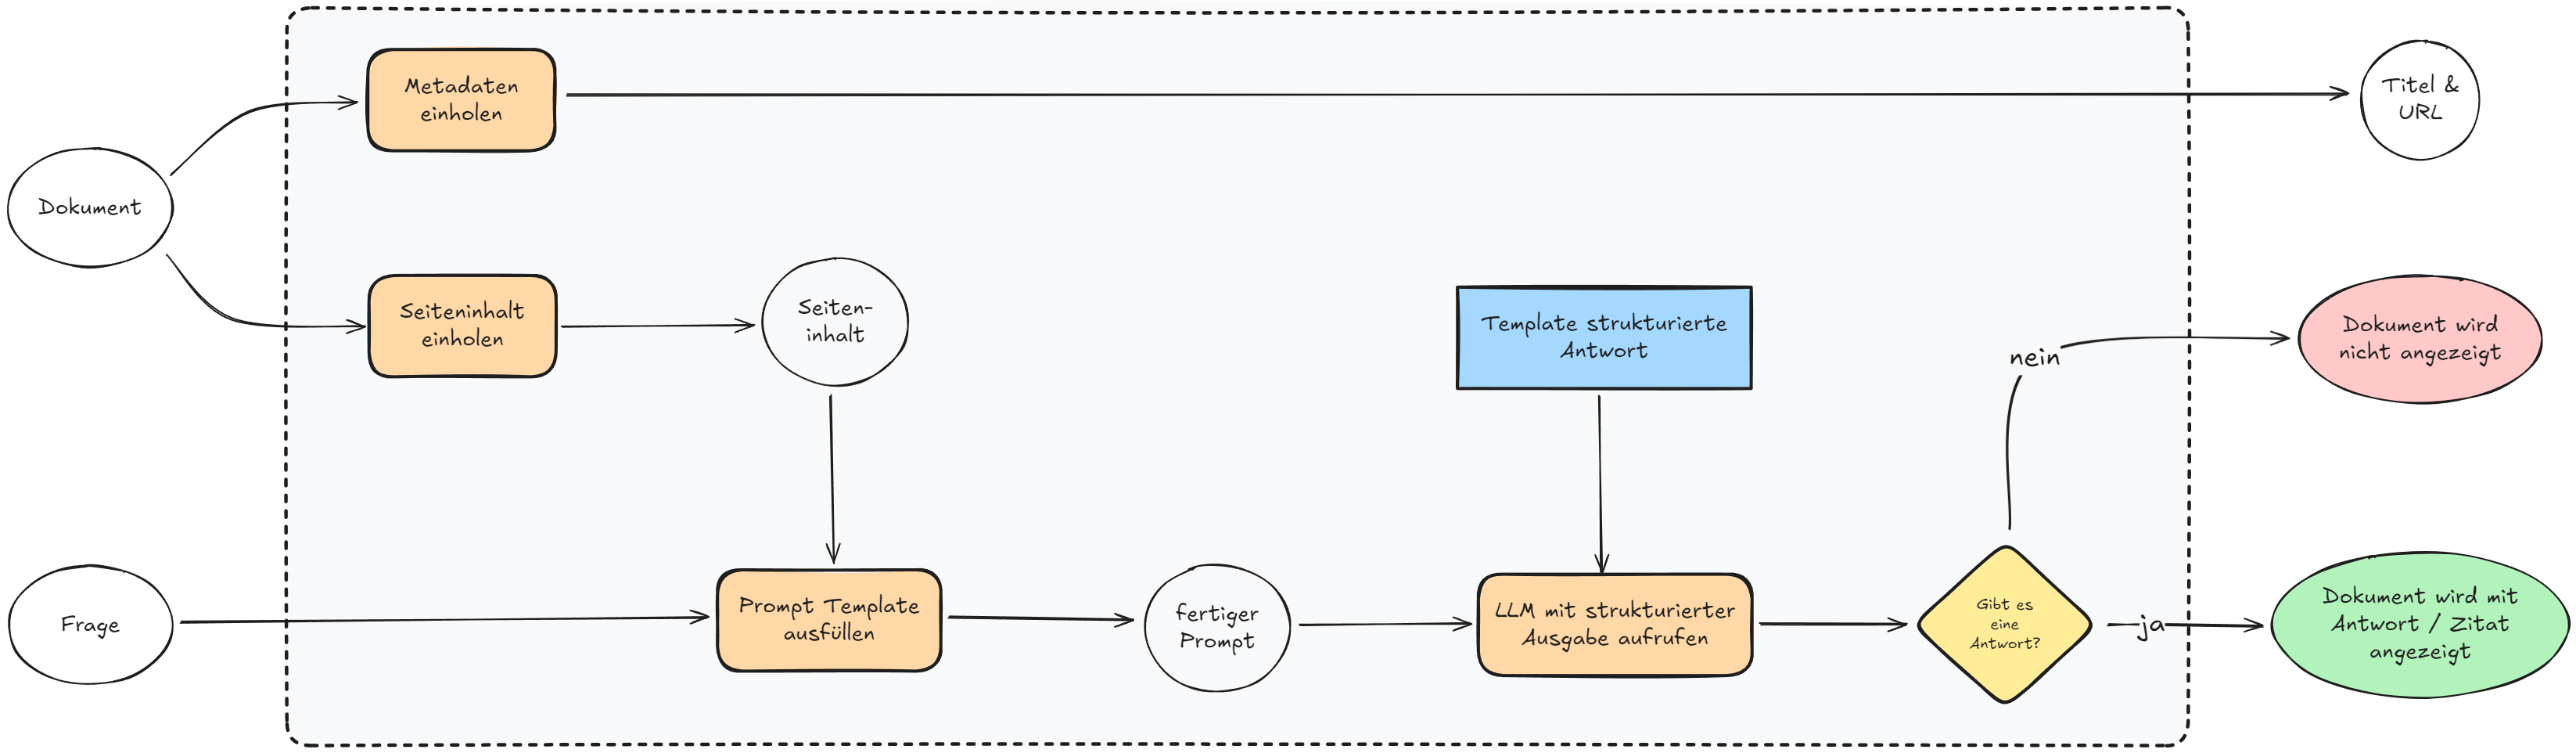 Metadaten
einholen
Titel &
URL
Dokument
Seiteninhalt
einholen
Seiten-
inhalt
Template strukturierte
Antwort
nein
Dokument wird
nicht angezeigt
Frage
Prompt Template
ausfüllen
fertiger
Prompt
LLM mit strukturierter
Ausgabe aufrufen
Gibt es
eine
Antwort?
ja
Dokument wird mit
Antwort / Zitat
angezeigt